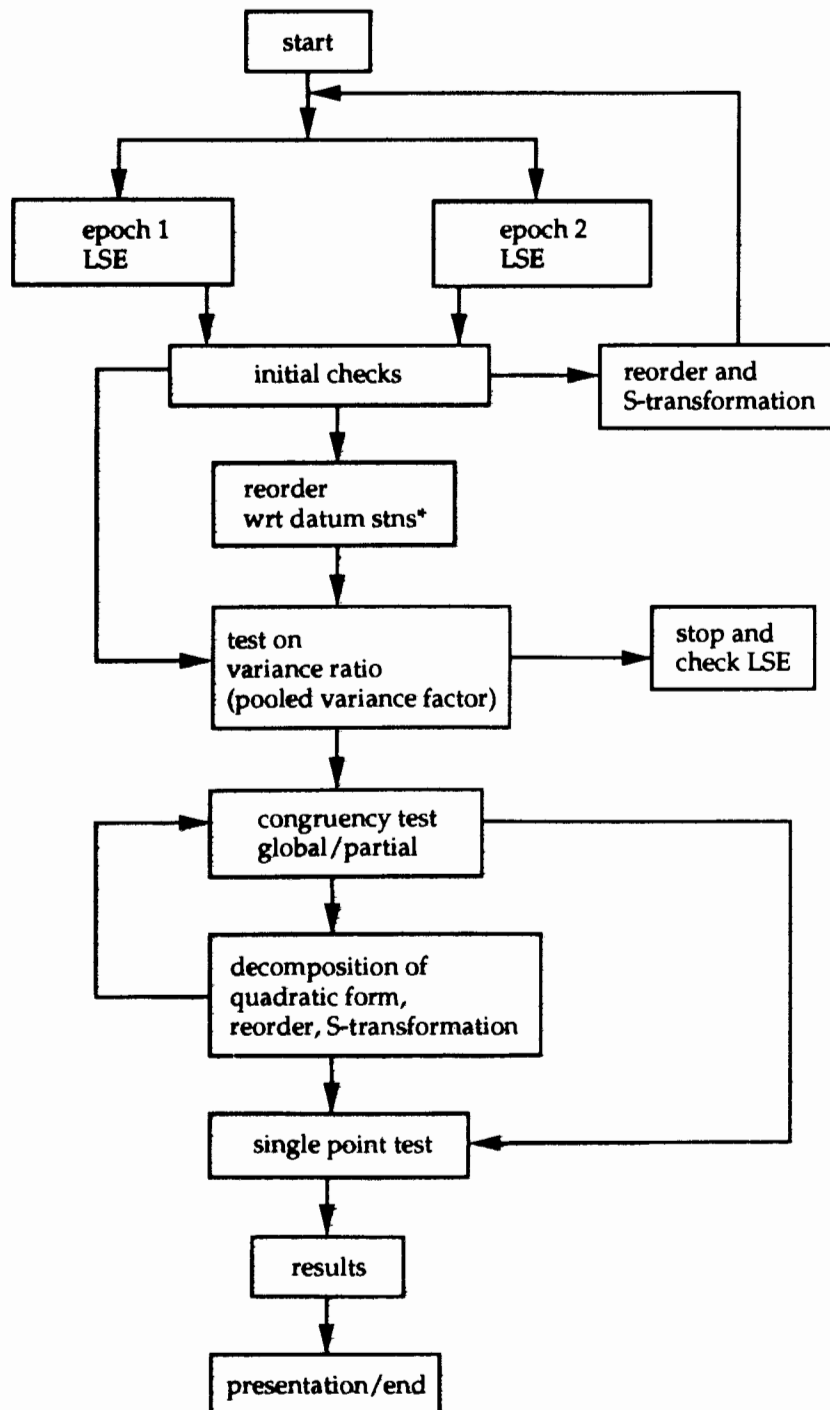 start
epoch 1
LSE
epoch 2
LSE
initial checks
reorder and
S-transformation
reorder
wrt datum stns*
test on
variance ratio
(pooled variance factor)
stop and
check LSE
congruency test
global/partial
decomposition of
quadratic form,
reorder, S-transformation
single point test
results
presentation/end